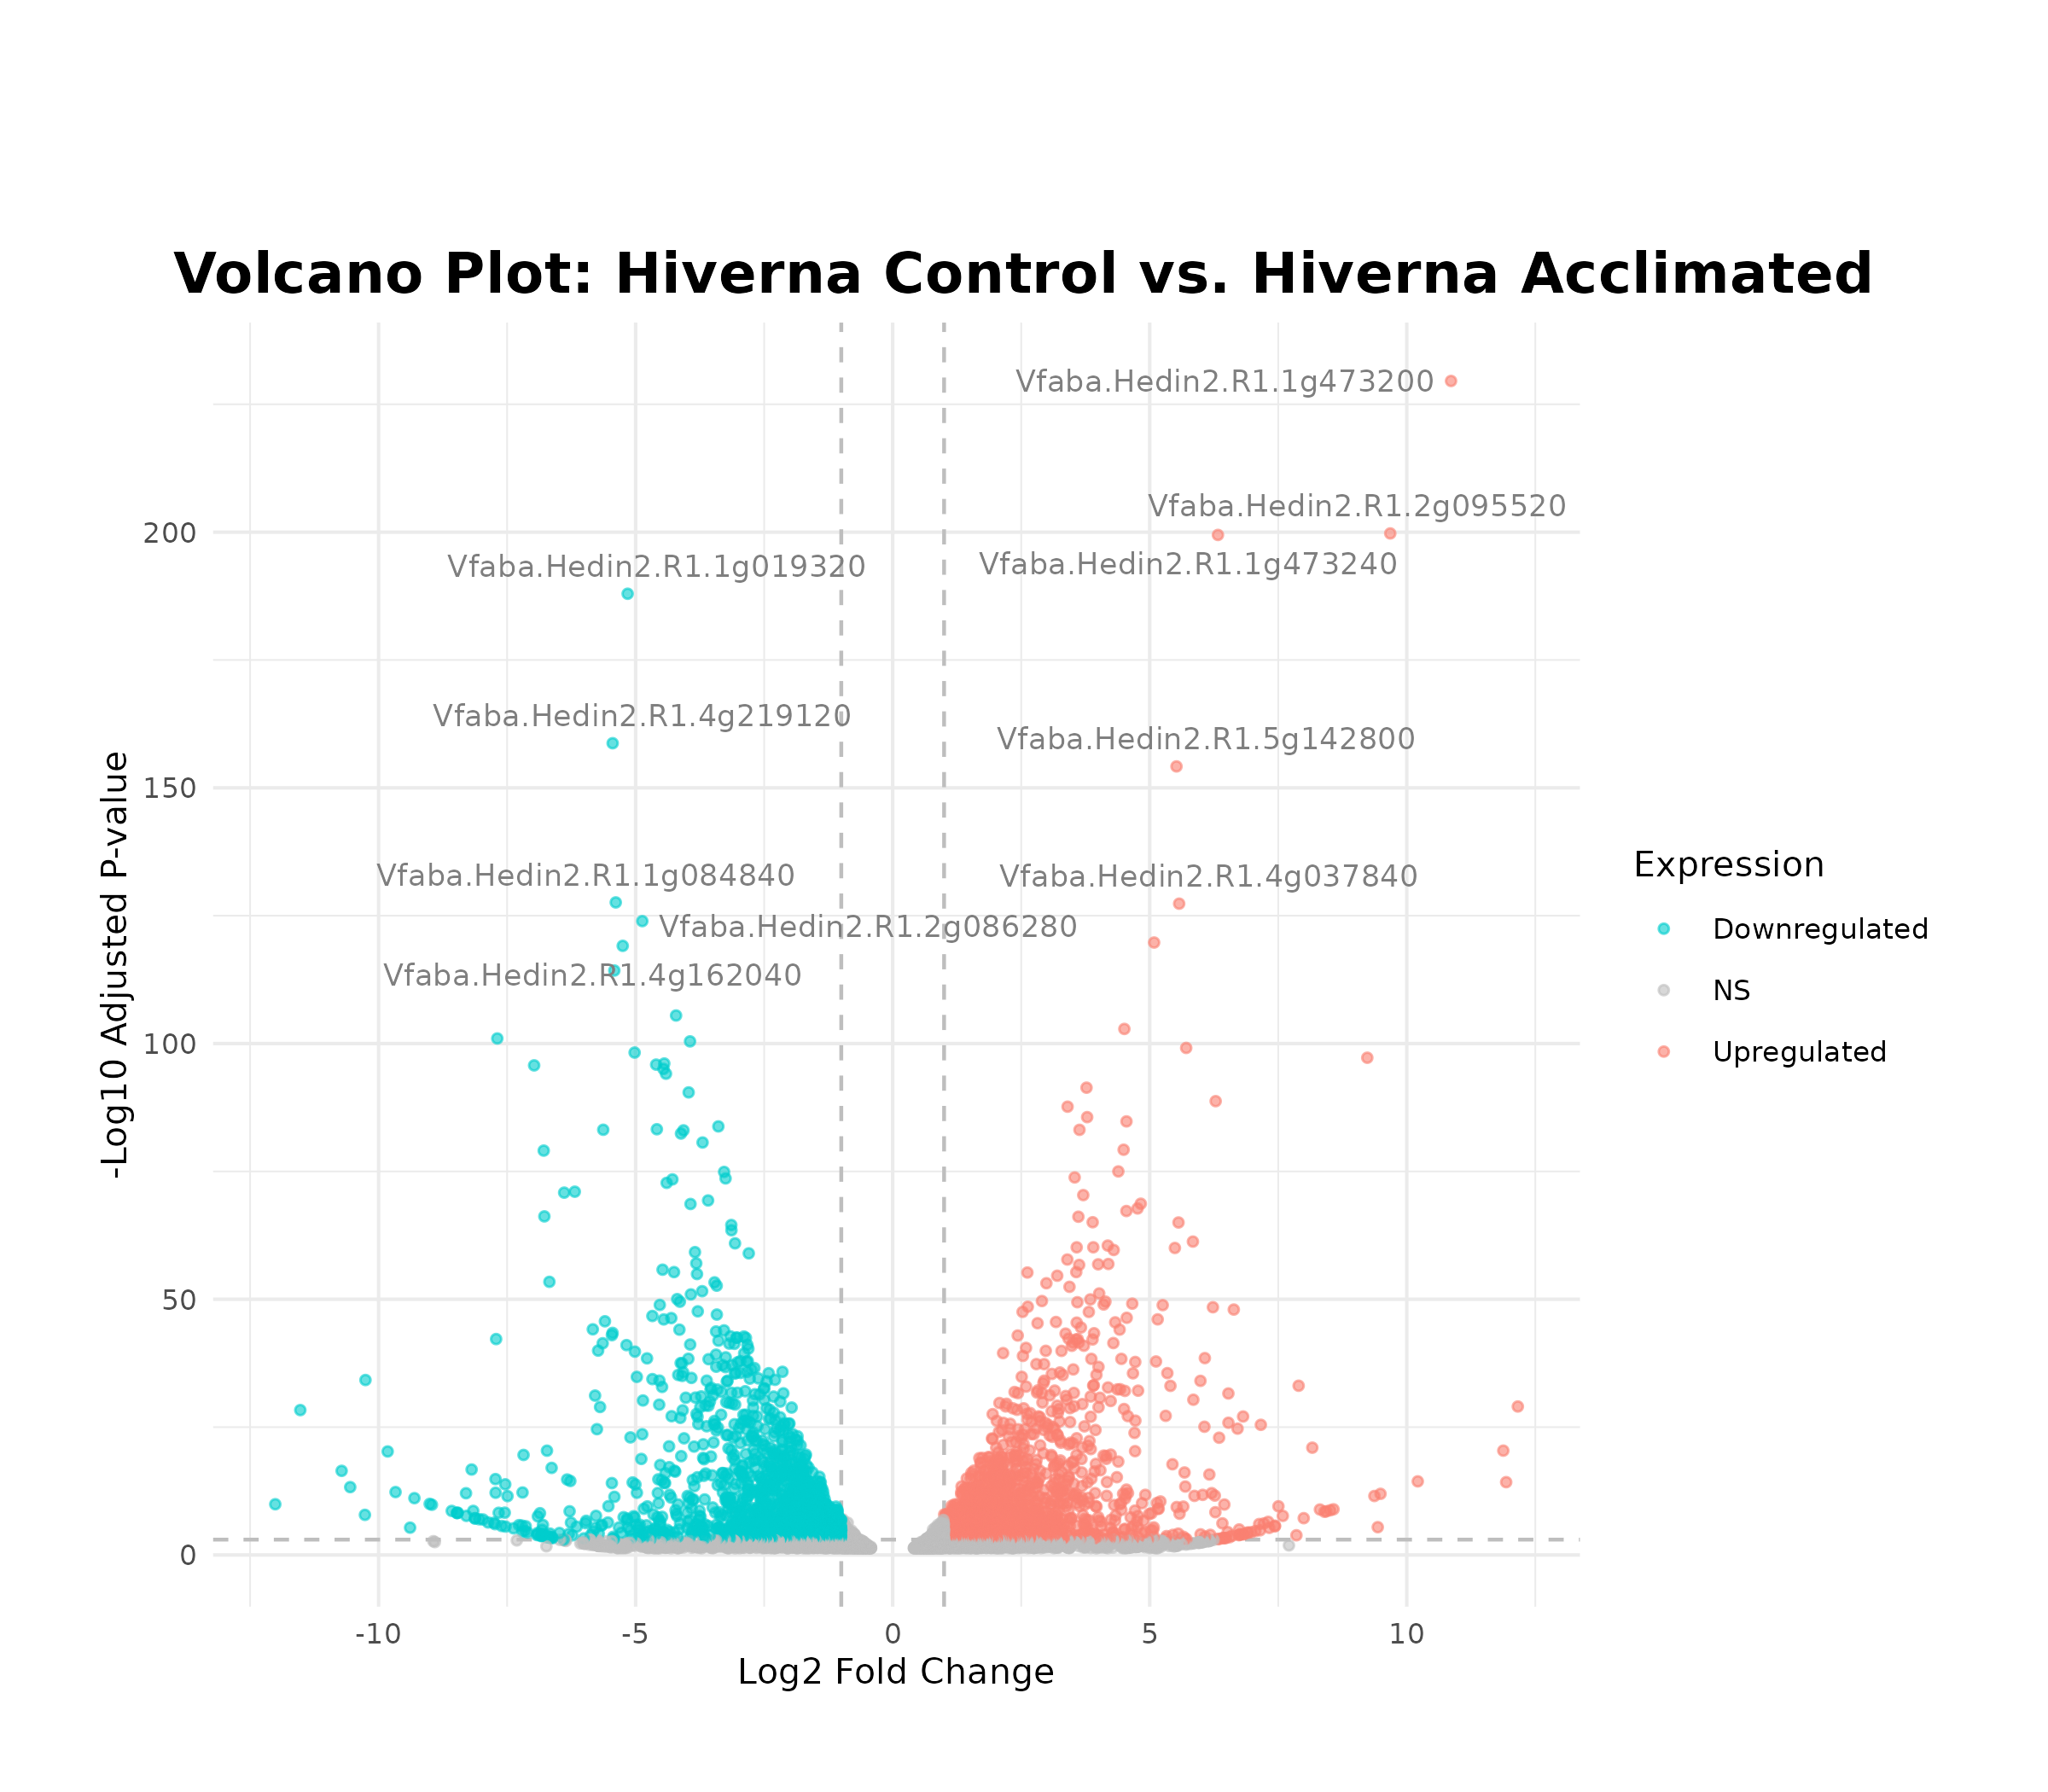 Volcano Plot: Hiverna Control vs. Hiverna Acclimated
Vfaba.Hedin2.R1.1g473200
Vfaba.Hedin2.R1.2g095520
200
Vfaba.Hedin2.R1.1g019320
Vfaba.Hedin2.R1.1g473240
Vfaba.Hedin2.R1.4g219120
Vfaba.Hedin2.R1.5g142800
150
Vfaba.Hedin2.R1.1g084840
Vfaba.Hedin2.R1.4g037840
Vfaba.Hedin2.R1.2g086280
Vfaba.Hedin2.R1.4g162040
100
50
0
-Log10 Adjusted P-value
-10 -5 0 5 10
Log2 Fold Change
Expression
Downregulated
NS
Upregulated